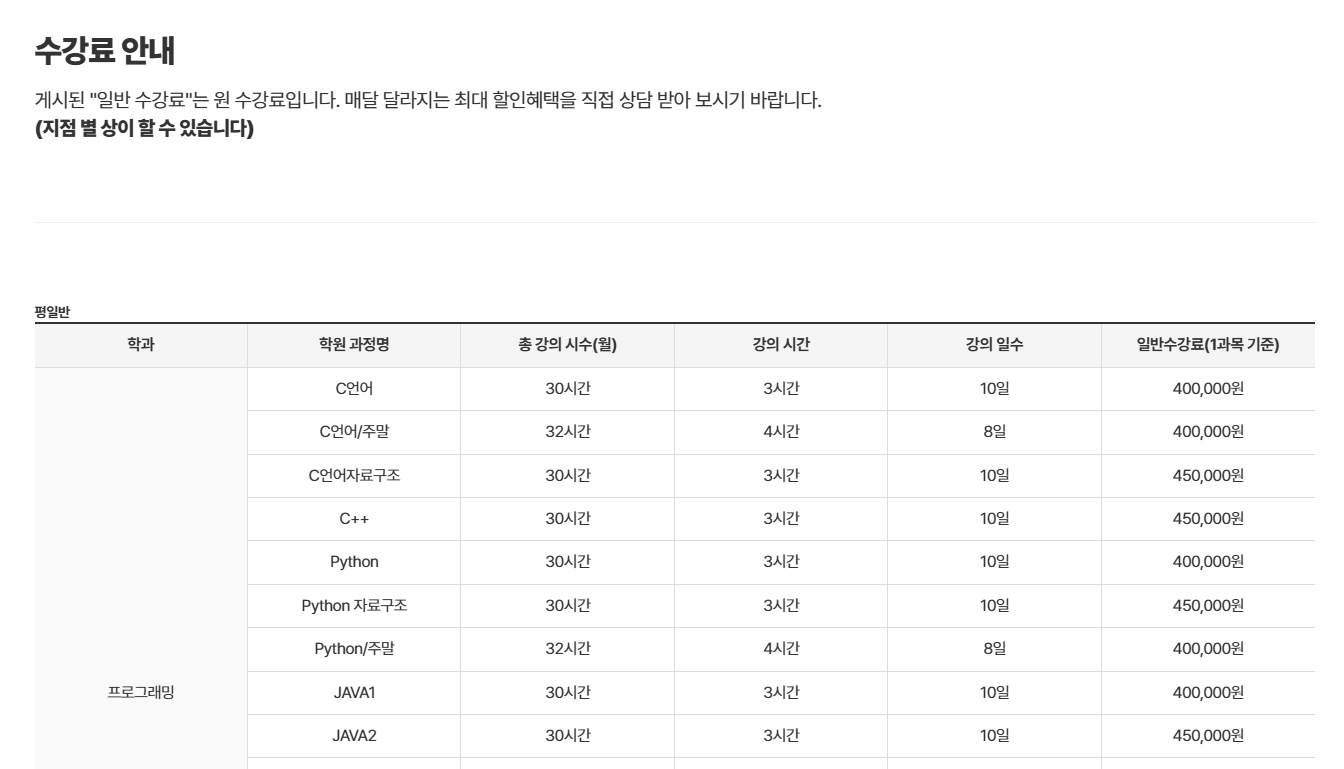 수강료 안내
게시된 "일반 수강료"는 원 수강료입니다. 매달 달라지는 최대 할인혜택을 직접 상담 받아 보시기 바랍니다.
(지점 별 상이 할 수 있습니다)
평일반
학과 학원 과정명 총 강의 시수(월) 강의 시간 강의 일수 일반수강료(1과목 기준)
C언어 30시간 3시간 10일 400,000원
C언어/주말 32시간 4시간 8일 400,000원
C언어자료구조 30시간 3시간 10일 450,000원
C++ 30시간 3시간 10일 450,000원
Python 30시간 3시간 10일 400,000원
Python 자료구조 30시간 3시간 10일 450,000원
Python/주말 32시간 4시간 8일 400,000원
프로그래밍 JAVA1 30시간 3시간 10일 400,000원
JAVA2 30시간 3시간 10일 450,000원